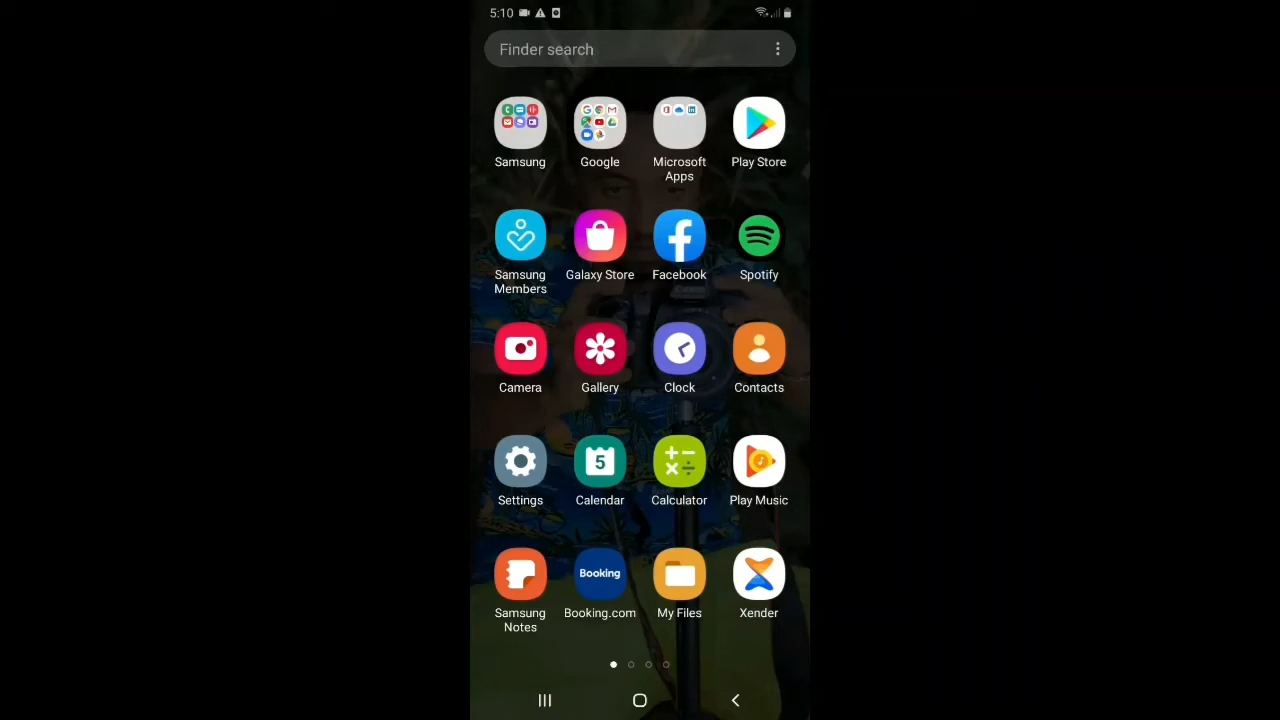 5:10
Finder search
Samsung
Google
Microsoft
Apps
Play Store
Samsung
Members
Galaxy Store
Facebook
Spotify
Camera
Gallery
Clock
Contacts
5
Settings
Calendar
Calculator
Play Music
Booking
Samsung
Notes
Booking.com
My Files
Xender